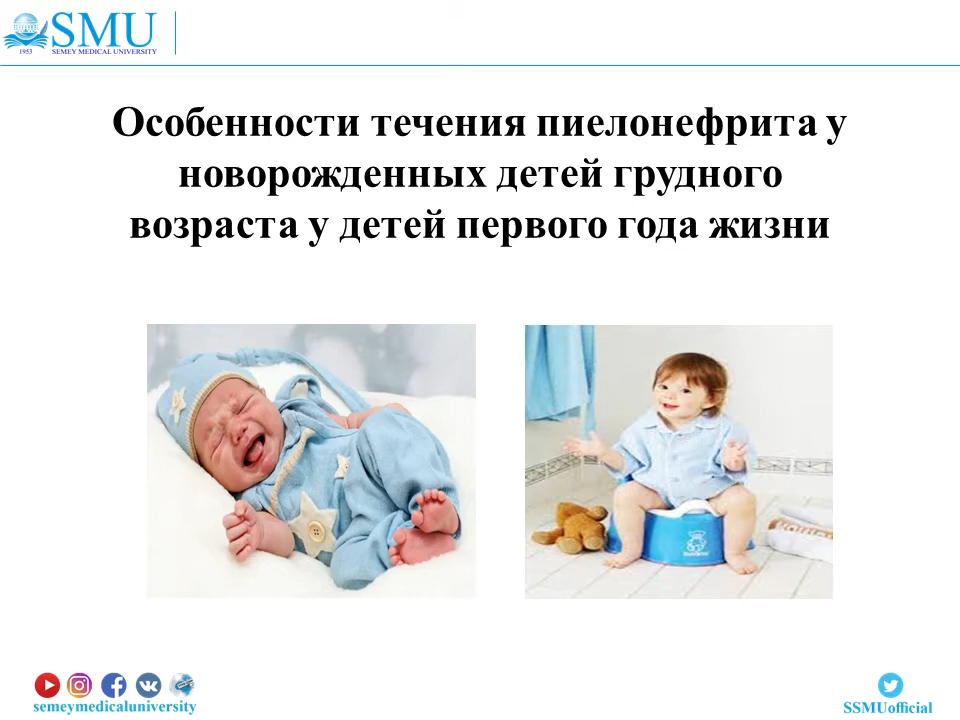 SMU
1953 SEMEY MEDICAL UNIVERSITY
Особенности течения пиелонефрита у
новорожденных детей грудного
возраста у детей первого года жизни
semeymedicaluniversity
SSMUofficial